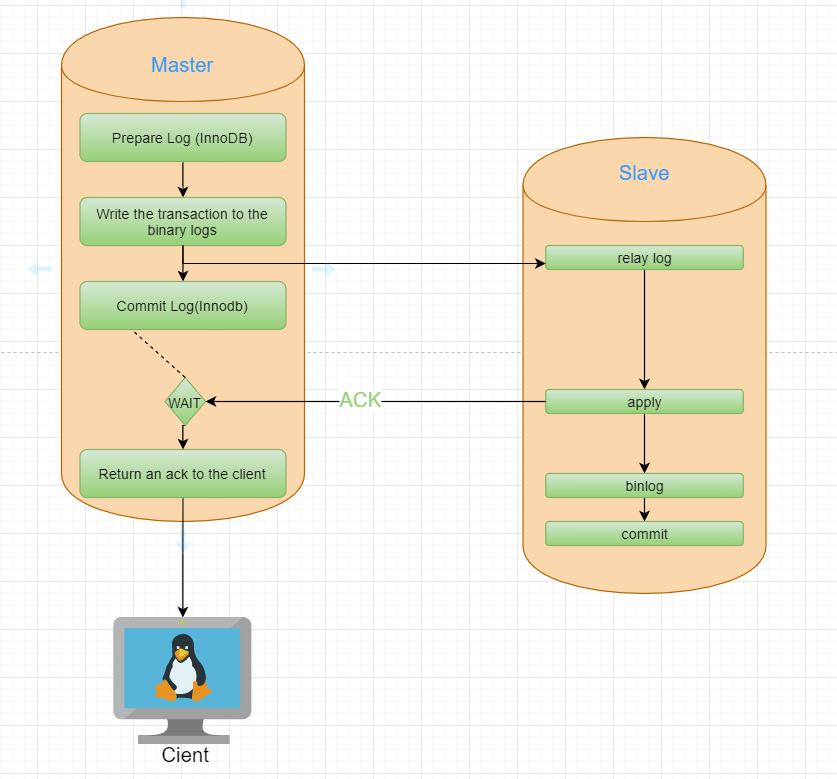 Master
Prepare Log (InnoDB)
Write the transaction to the
binary logs
Commit Log(Innodb)
WAIT
Return an ack to the client
ACK
Slave
relay log
apply
binlog
commit
Cient